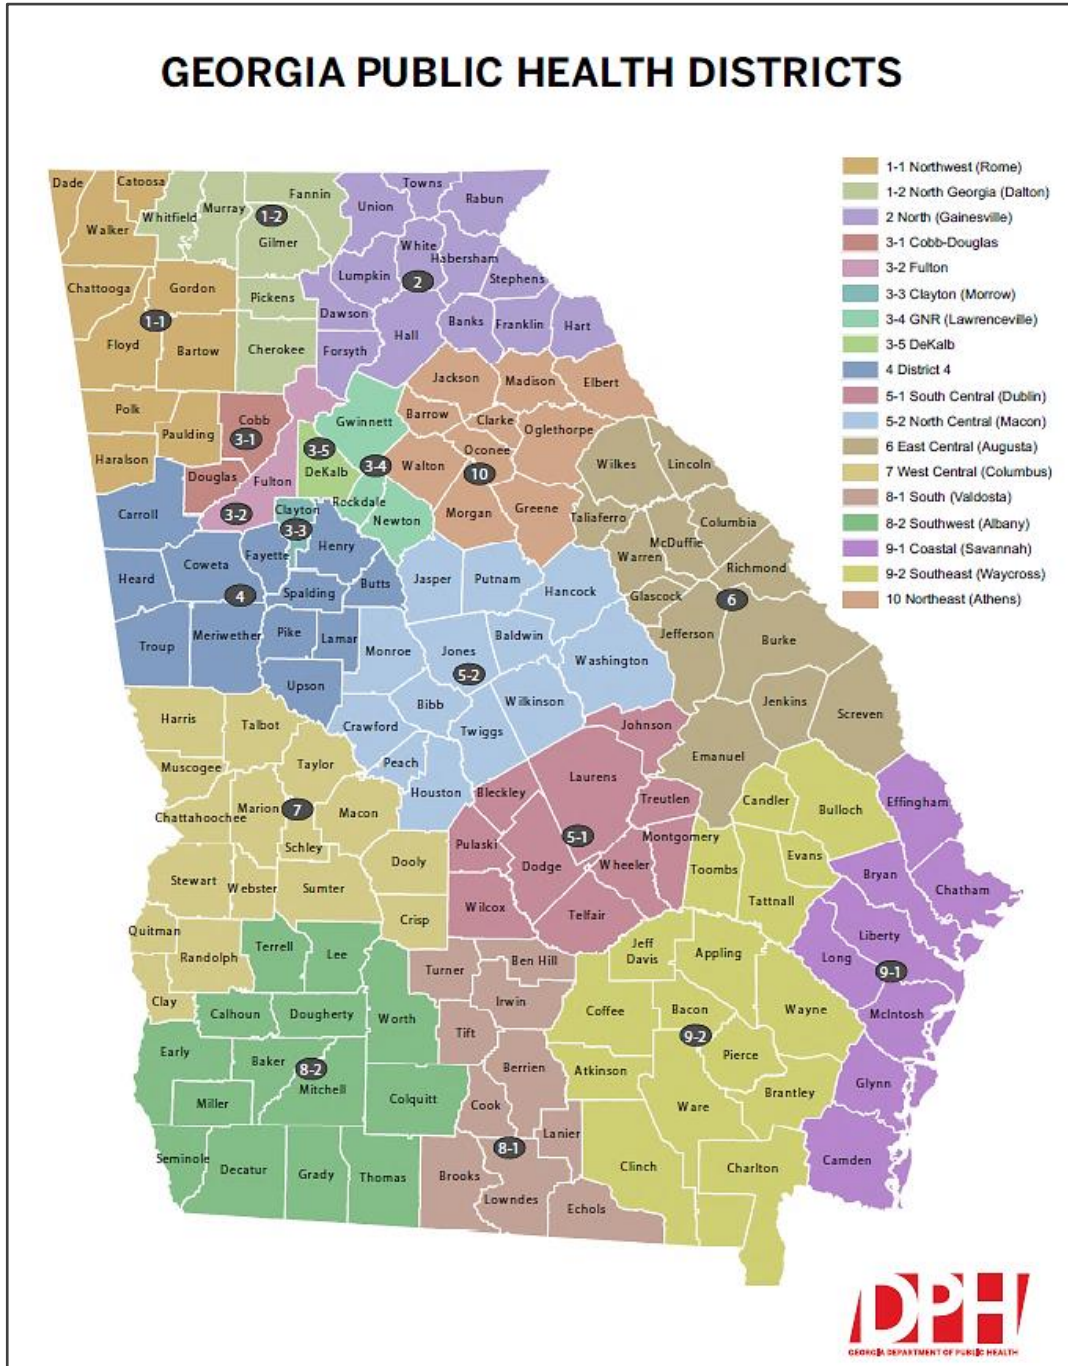 GEORGIA PUBLIC HEALTH DISTRICTS
1-1 Northwest (Rome)
1-2 North Georgia (Dalton)
2 North (Gainesville)
3-1 Cobb-Douglas
3-2 Fulton
3-3 Clayton (Morrow)
3-4 GNR (Lawrenceville)
3-5 DeKalb
4 District 4
5-1 South Central (Dublin)
5-2 North Central (Macon)
6 East Central (Augusta)
7 West Central (Columbus)
8-1 South (Valdosta)
8-2 Southwest (Albany)
9-1 Coastal (Savannah)
9-2 Southeast (Waycross)
10 Northeast (Athens)
Dade
Catoosa
Walker
Whitfield
Murray
Fannin
1-2
Gilmer
Union
Towns
Rabun
White
Habersham
Lumpkin
Stephens
2
Chattooga
Gordon
Pickens
Dawson
1-1
Floyd
Bartow
Cherokee
Forsyth
Hall
Banks
Franklin
Hart
Jackson
Madison
Elbert
Polk
Paulding
Haralson
Cobb
3-1
Douglas
Fulton
3-2
3-5
DeKalb
Gwinnett
3-4
Rockdale
Newton
Clayton
3-3
Barrow
Clarke
Oglethorpe
Oconee
Walton
10
Morgan
Greene
Wilkes
Lincoln
Taliaferro
Columbia
McDuffie
Warren
Richmond
Glascock
6
Jefferson
Burke
Jenkins
Screven
Emanuel
Carroll
Heard
Coweta
Fayette
Henry
4
Spalding
Butts
Troup
Meriwether
Pike
Lamar
Upson
Jasper
Putnam
Hancock
Monroe
Jones
Baldwin
5-2
Washington
Bibb
Wilkinson
Crawford
Twiggs
Peach
Houston
Johnson
Laurens
Bleckley
Treutlen
5-1
Montgomery
Pulaski
Dodge
Wheeler
Wilcox
Telfair
Harris
Talbot
Muscogee
Taylor
Chattahoochee
Marion
7
Macon
Schley
Dooly
Stewart
Webster
Sumter
Crisp
Quitman
Randolph
Clay
Terrell
Lee
Calhoun
Dougherty
Worth
Early
Baker
8-2
Mitchell
Miller
Colquitt
Seminole
Decatur
Grady
Thomas
Turner
Ben Hill
Irwin
Tift
Berrien
Cook
Lanier
8-1
Brooks
Lowndes
Echols
Candler
Bulloch
Evans
Toombs
Tattnall
Jeff
Davis
Appling
Coffee
Bacon
Wayne
9-2
Pierce
Atkinson
Brantley
Ware
Clinch
Charlton
Effingham
Bryan
Chatham
Liberty
Long
9-1
McIntosh
Glynn
Camden
DPH
GEORGIA DEPARTMENT OF PUBLIC HEALTH